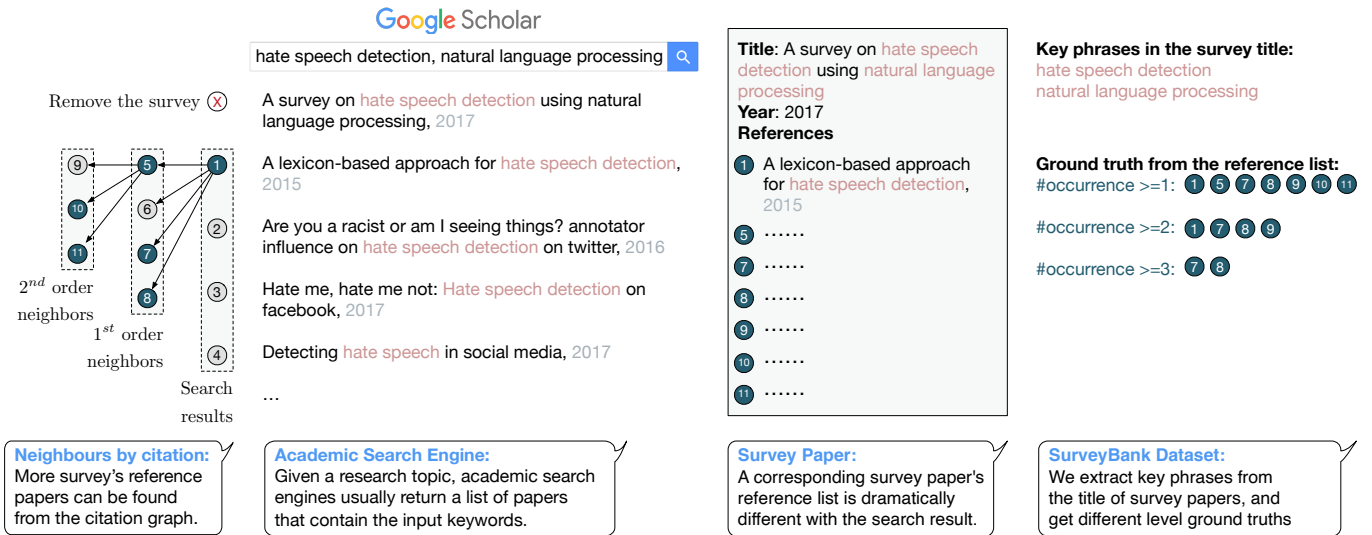 Google Scholar
hate speech detection, natural language processing
Remove the survey X
A survey on hate speech detection using natural
language processing, 2017
A lexicon-based approach for hate speech detection,
2015
Are you a racist or am I seeing things? annotator
influence on hate speech detection on twitter, 2016
Hate me, hate me not: Hate speech detection on
facebook, 2017
Detecting hate speech in social media, 2017
...
9 5 1
10 6 2
11 7
8 3
4
2nd order
neighbors
1st order
neighbors
Search
results
Title: A survey on hate speech
detection using natural language
processing
Year: 2017
References
1 A lexicon-based approach
for hate speech detection,
2015
5 ......
7 ......
8 ......
9 ......
10 ......
11 ......
Key phrases in the survey title:
hate speech detection
natural language processing
Ground truth from the reference list:
#occurrence >=1: 1 5 7 8 9 10 11
#occurrence >=2: 1 7 8 9
#occurrence >=3: 7 8
Neighbours by citation:
More survey's reference
papers can be found
from the citation graph.
Academic Search Engine:
Given a research topic, academic search
engines usually return a list of papers
that contain the input keywords.
Survey Paper:
A corresponding survey paper's
reference list is dramatically
different with the search result.
SurveyBank Dataset:
We extract key phrases from
the title of survey papers, and
get different level ground truths